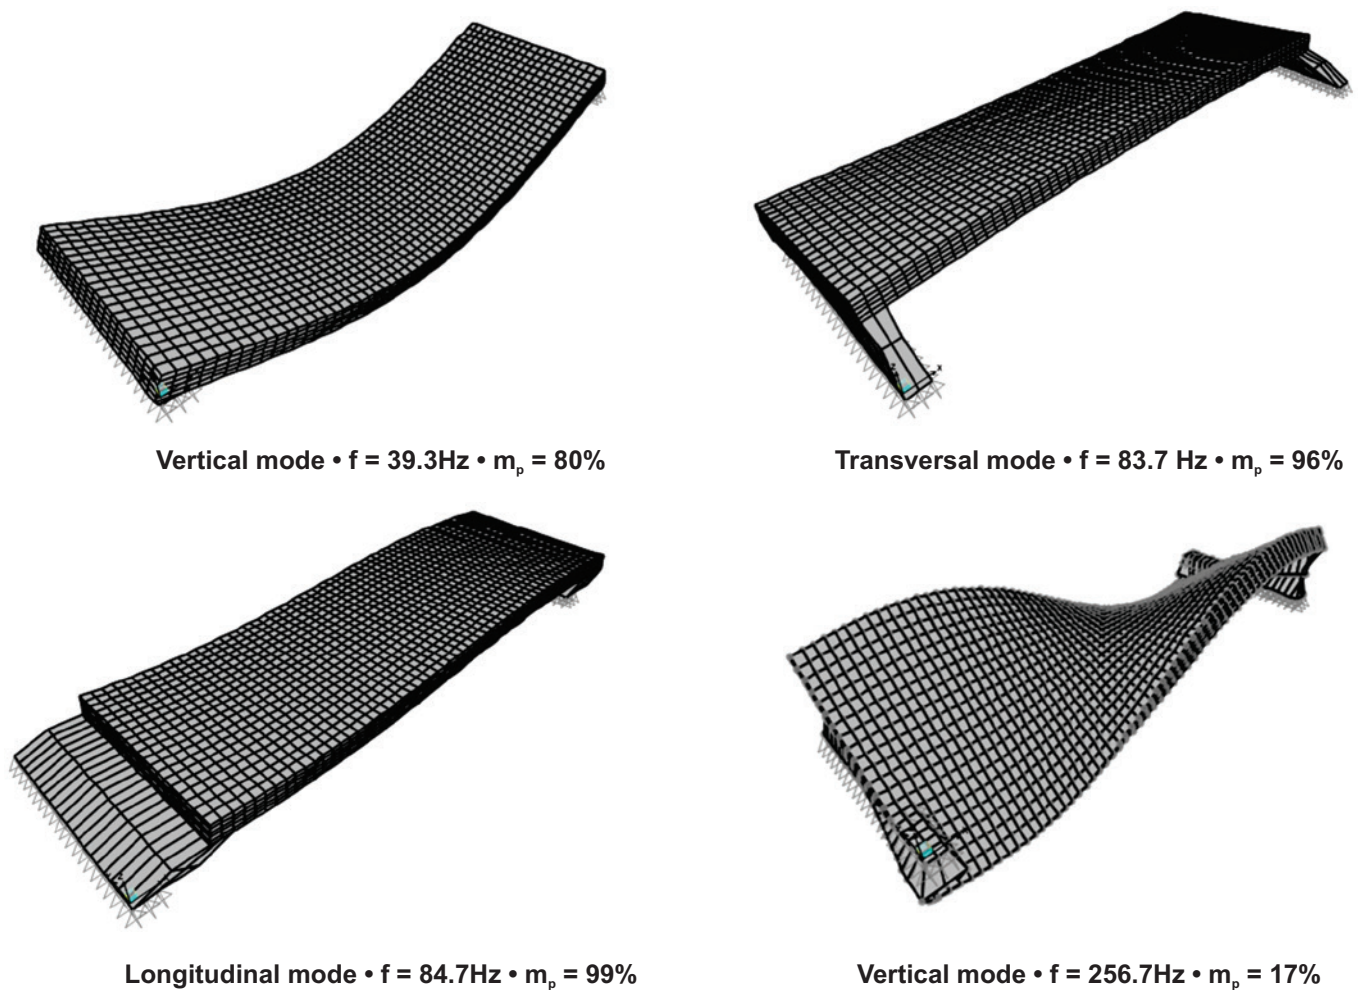 Vertical mode • f = 39.3Hz • mₚ = 80%
Transversal mode • f = 83.7 Hz • mₚ = 96%
Longitudinal mode • f = 84.7Hz • mₚ = 99%
Vertical mode • f = 256.7Hz • mₚ = 17%